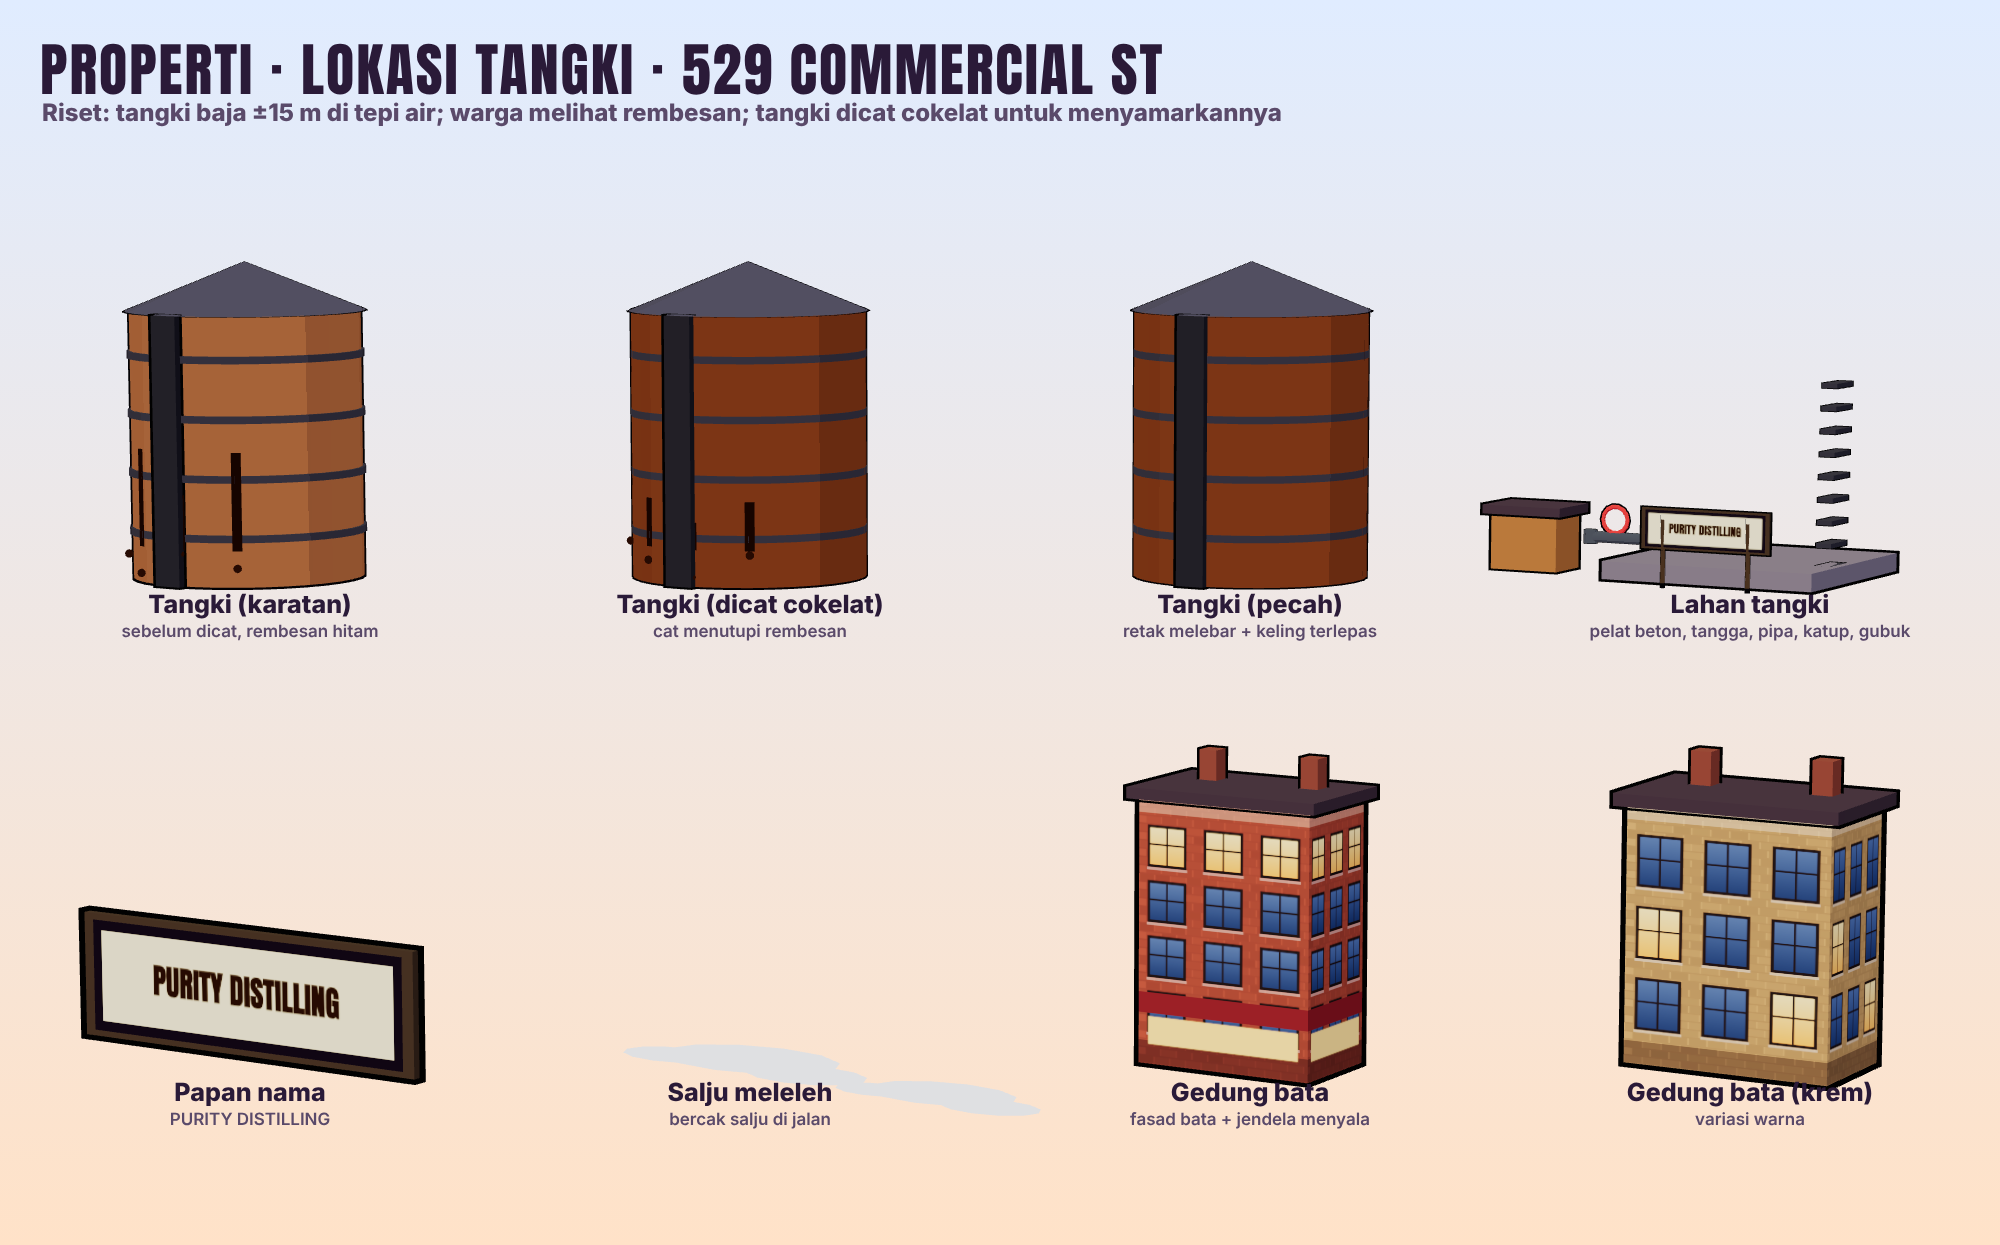 PROPERTI · LOKASI TANGKI · 529 COMMERCIAL ST
Riset: tangki baja ±15 m di tepi air; warga melihat rembesan; tangki dicat cokelat untuk menyamarkannya
Tangki (karatan)
sebelum dicat, rembesan hitam
Tangki (dicat cokelat)
cat menutupi rembesan
Tangki (pecah)
retak melebar + keling terlepas
PURITY DISTILLING
Lahan tangki
pelat beton, tangga, pipa, katup, gubuk
PURITY DISTILLING
Papan nama
PURITY DISTILLING
Salju meleleh
bercak salju di jalan
Gedung bata
fasad bata + jendela menyala
Gedung bata (krem)
variasi warna